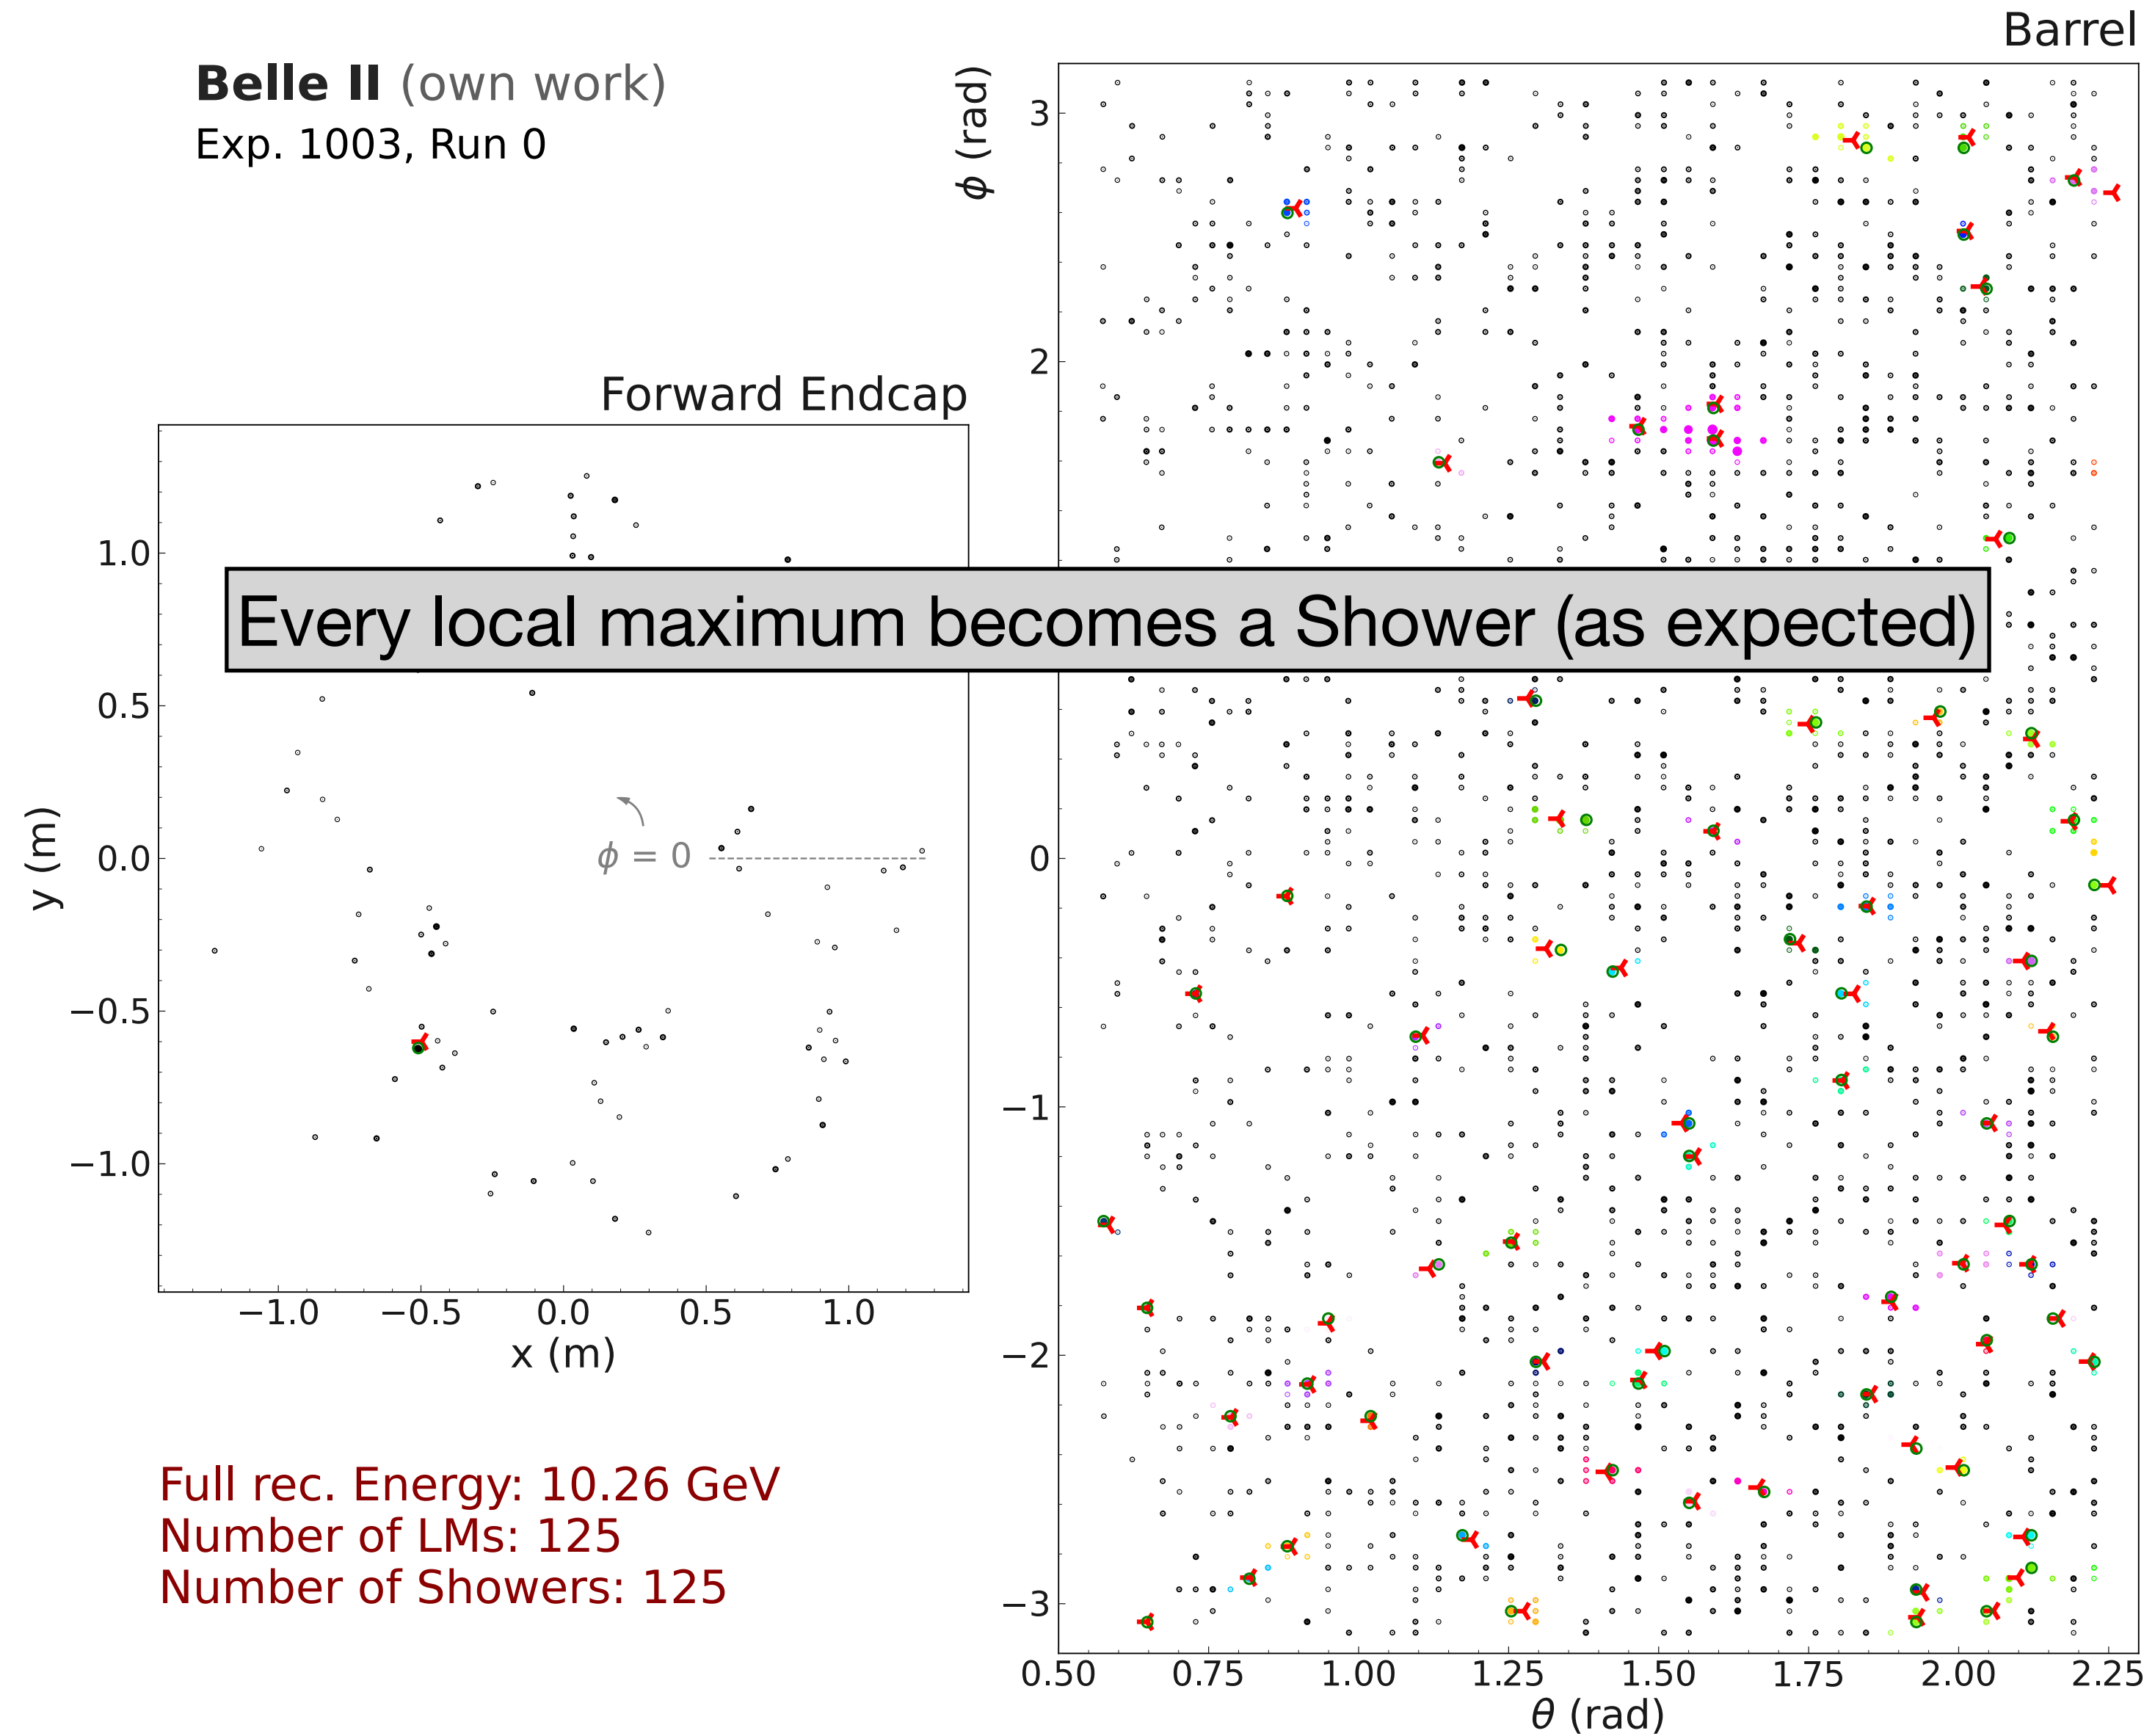 Barrel
Belle II (own work)
Exp. 1003, Run 0
ϕ (rad)
3
2
Forward Endcap
1.0
Every local maximum becomes a Shower (as expected)
0.5
0.0
−0.5
−1.0
y (m)
ϕ = 0
0
−1
−2
−3
−1.0 −0.5 0.0 0.5 1.0
x (m)
Full rec. Energy: 10.26 GeV
Number of LMs: 125
Number of Showers: 125
0.50 0.75 1.00 1.25 1.50 1.75 2.00 2.25
θ (rad)